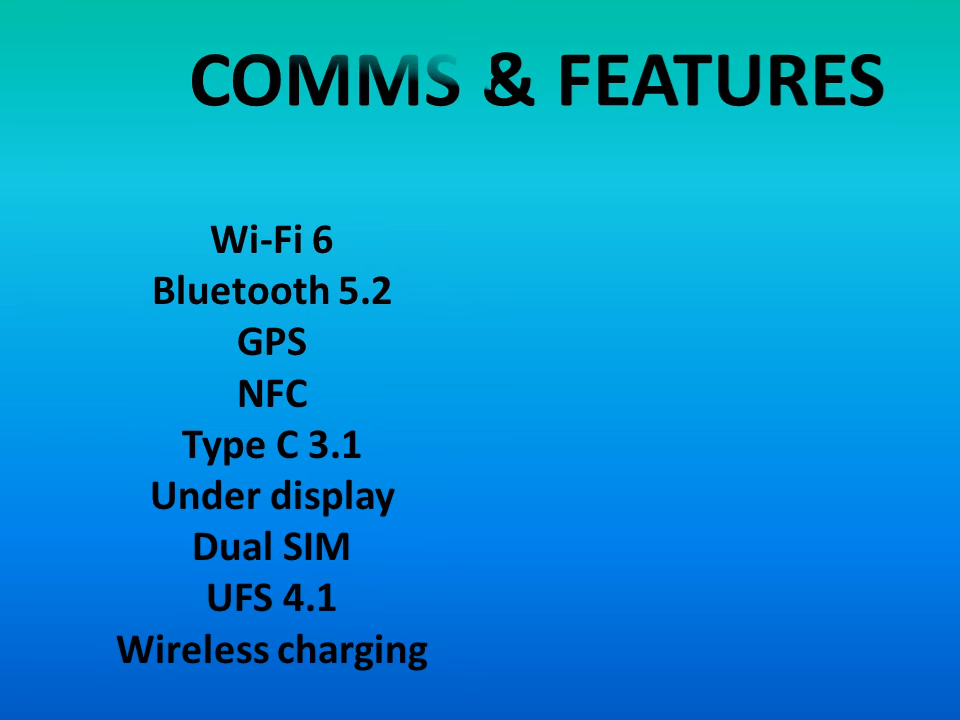 COMMS & FEATURES
Wi-Fi 6
Bluetooth 5.2
GPS
NFC
Type C 3.1
Under display
Dual SIM
UFS 4.1
Wireless charging